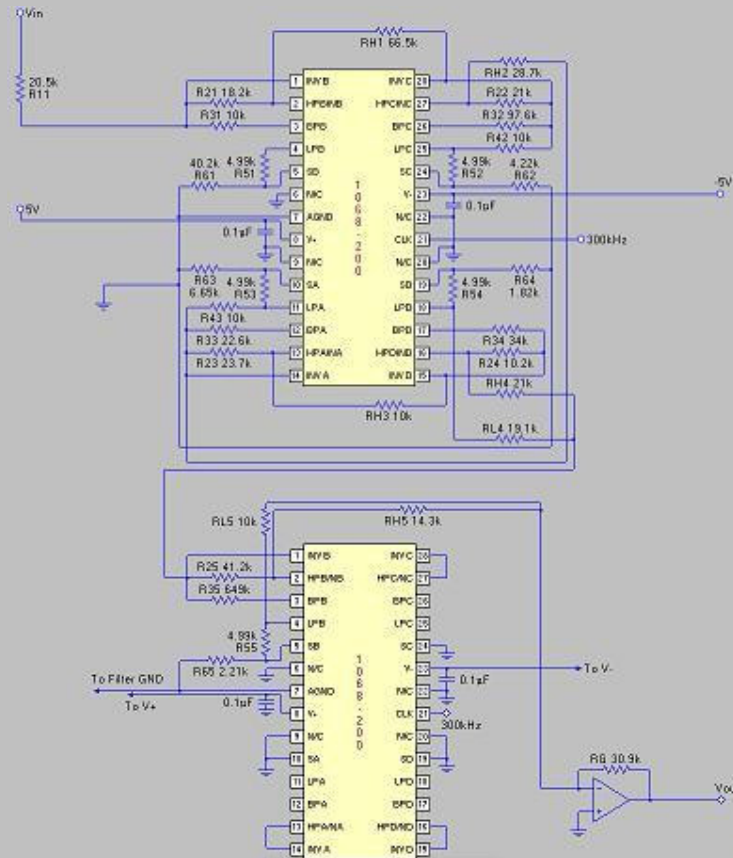 Vin
RH1 66.5k
20.5k
R11
R21 18.2k
R31 10k
RH2 28.7k
R22 21k
R32 97.6k
R42 10k
1 INVB
2 HPB/NB
3 BPB
4 LPB
5 SB
6 N/C
7 AGND
8 V+
9 N/C
10 SA
11 LPA
12 BPA
13 HPA/NA
14 INV A
INVC 28
HPC/NC 27
BPC 26
LPC 25
SC 24
V- 23
N/C 22
CLK 21
N/C 20
SD 19
LPD 18
BPD 17
HPD/ND 16
INV D 15
1068-200
40.2k
R61
4.99k
R51
4.99k
R52
4.22k
R62
-5V
5V
0.1µF
0.1µF
300kHz
R63
6.65k
4.99k
R53
4.99k
R54
R64
1.82k
R43 10k
R33 22.6k
R23 23.7k
R34 34k
R24 10.2k
RH4 21k
RH3 10k
RL4 19.1k
RL5 10k
RH5 14.3k
R25 41.2k
R35 649k
1 INVB
2 HPB/NB
3 BPB
4 LPB
5 SB
6 N/C
7 AGND
8 V+
9 N/C
10 SA
11 LPA
12 BPA
13 HPA/NA
14 INV A
INVC 28
HPC/NC 27
BPC 26
LPC 25
SC 24
V- 23
N/C 22
CLK 21
N/C 20
SD 19
LPD 18
BPD 17
HPD/ND 16
INV D 15
1068-200
4.99k
R55
R65 2.21k
To Filter GND
To V+
0.1µF
To V-
0.1µF
300kHz
RG 30.9k
Vou